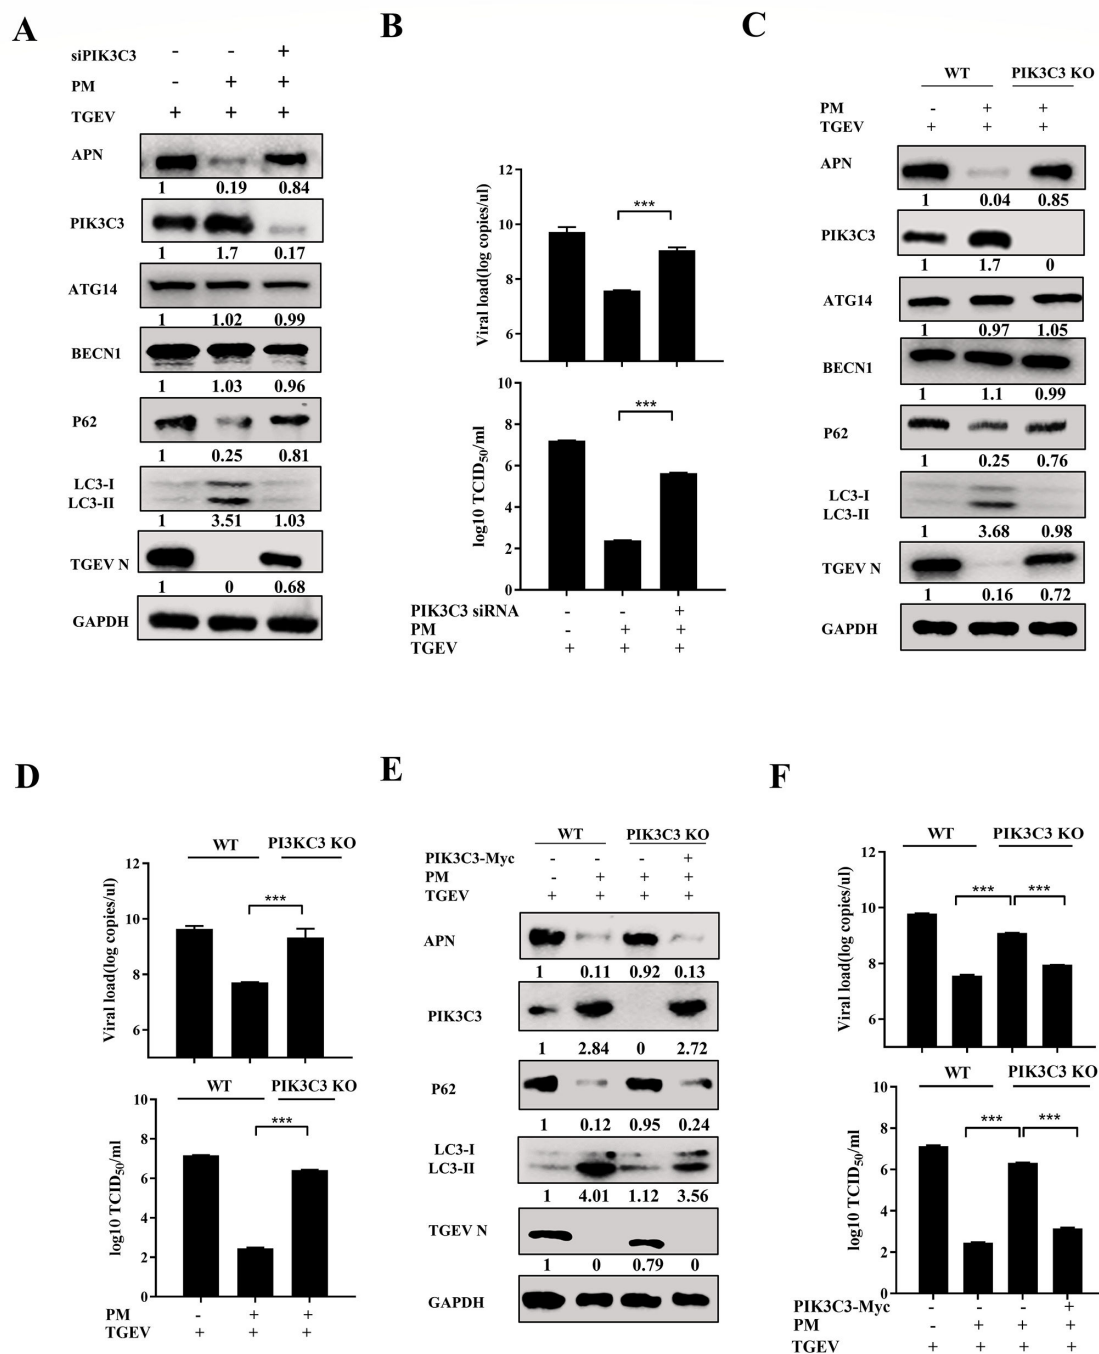 A
siPIK3C3 - - +
PM - + +
TGEV + + +
APN
1 0.19 0.84
PIK3C3
1 1.7 0.17
ATG14
1 1.02 0.99
BECN1
1 1.03 0.96
P62
1 0.25 0.81
LC3-I
LC3-II
1 3.51 1.03
TGEV N
1 0 0.68
GAPDH
B
Viral load(log copies/ul)
12
10
8
6
***
log10 TCID50/ml
10
8
6
4
2
0
***
PIK3C3 siRNA - - +
PM - + +
TGEV + + +
C
WT PIK3C3 KO
PM - + +
TGEV + + +
APN
1 0.04 0.85
PIK3C3
1 1.7 0
ATG14
1 0.97 1.05
BECN1
1 1.1 0.99
P62
1 0.25 0.76
LC3-I
LC3-II
1 3.68 0.98
TGEV N
1 0.16 0.72
GAPDH
D
WT PI3KC3 KO
Viral load(log copies/ul)
12
10
8
6
***
WT PIK3C3 KO
log10 TCID50/ml
10
8
6
4
2
0
***
PM - + +
TGEV + + +
E
WT PIK3C3 KO
PIK3C3-Myc - - - +
PM - + + +
TGEV + + + +
APN
1 0.11 0.92 0.13
PIK3C3
1 2.84 0 2.72
P62
1 0.12 0.95 0.24
LC3-I
LC3-II
1 4.01 1.12 3.56
TGEV N
1 0 0.79 0
GAPDH
F
WT PIK3C3 KO
Viral load(log copies/ul)
12
10
8
6
*** ***
WT PIK3C3 KO
log10 TCID50/ml
10
8
6
4
2
0
*** ***
PIK3C3-Myc - - - +
PM - + + +
TGEV + + + +